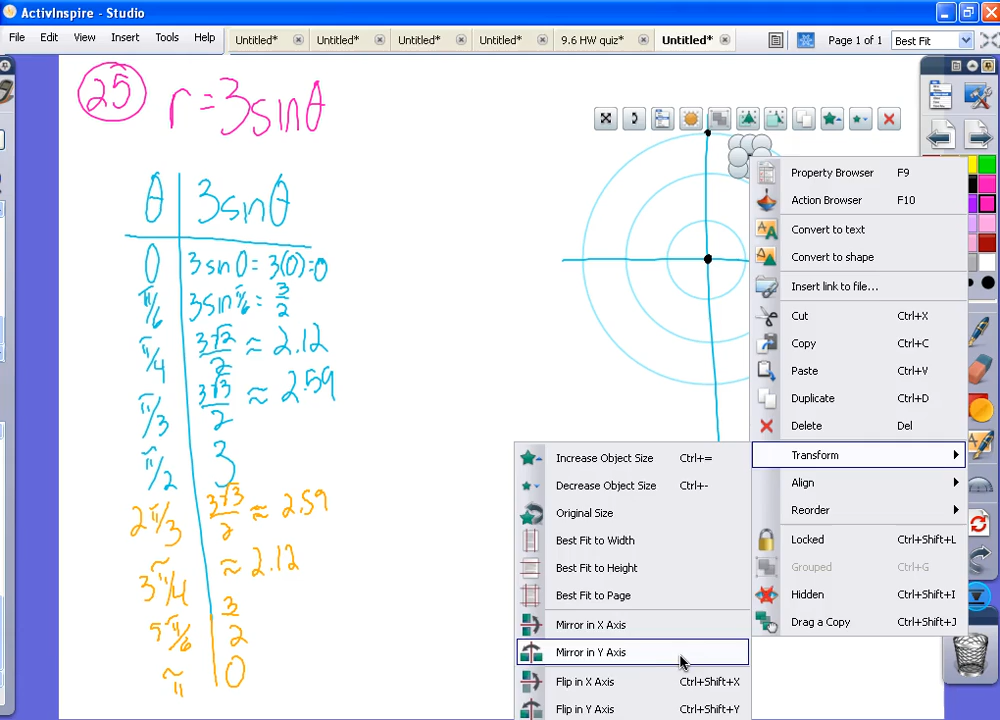 ActivInspire - Studio
File Edit View Insert Tools Help Untitled* Untitled* Untitled* Untitled* 9.6 HW quiz* Untitled* Page 1 of 1 Best Fit
25 r=3sinθ
θ 3sinθ
0 3sin0=3(0)=0
π/6 3sinπ/6=3/2
π/4 3√2/2 ≈ 2.12
π/3 3√3/2 ≈ 2.59
π/2 3
2π/3 3√3/2 ≈ 2.59
3π/4 ≈ 2.12
5π/6 3/2
π 0
Property Browser F9
Action Browser F10
Convert to text
Convert to shape
Insert link to file...
Cut Ctrl+X
Copy Ctrl+C
Paste Ctrl+V
Duplicate Ctrl+D
Delete Del
Transform
Align
Reorder
Locked Ctrl+Shift+L
Grouped Ctrl+G
Hidden Ctrl+Shift+I
Drag a Copy Ctrl+Shift+J
Increase Object Size Ctrl+=
Decrease Object Size Ctrl+-
Original Size
Best Fit to Width
Best Fit to Height
Best Fit to Page
Mirror in X Axis
Mirror in Y Axis
Flip in X Axis Ctrl+Shift+X
Flip in Y Axis Ctrl+Shift+Y